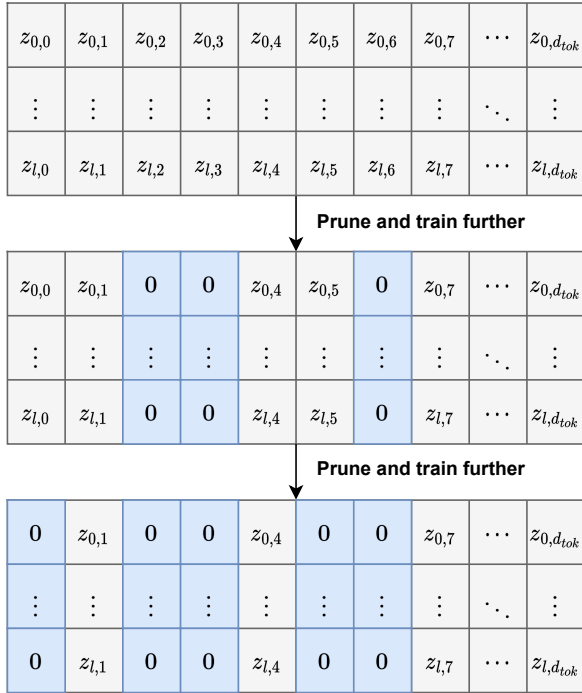 z_{0,0} z_{0,1} z_{0,2} z_{0,3} z_{0,4} z_{0,5} z_{0,6} z_{0,7} ⋯ z_{0,d_{tok}}
⋮ ⋮ ⋮ ⋮ ⋮ ⋮ ⋮ ⋮ ⋱ ⋮
z_{l,0} z_{l,1} z_{l,2} z_{l,3} z_{l,4} z_{l,5} z_{l,6} z_{l,7} ⋯ z_{l,d_{tok}}
Prune and train further
z_{0,0} z_{0,1} 0 0 z_{0,4} z_{0,5} 0 z_{0,7} ⋯ z_{0,d_{tok}}
⋮ ⋮ ⋮ ⋮ ⋮ ⋮ ⋮ ⋮ ⋱ ⋮
z_{l,0} z_{l,1} 0 0 z_{l,4} z_{l,5} 0 z_{l,7} ⋯ z_{l,d_{tok}}
Prune and train further
0 z_{0,1} 0 0 z_{0,4} 0 0 z_{0,7} ⋯ z_{0,d_{tok}}
⋮ ⋮ ⋮ ⋮ ⋮ ⋮ ⋮ ⋮ ⋱ ⋮
0 z_{l,1} 0 0 z_{l,4} 0 0 z_{l,7} ⋯ z_{l,d_{tok}}